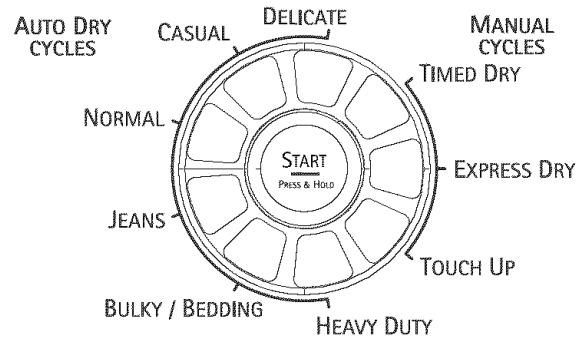 AUTO DRY
CYCLES
CASUAL
DELICATE
MANUAL
CYCLES
TIMED DRY
NORMAL
START
PRESS & HOLD
EXPRESS DRY
JEANS
TOUCH UP
BULKY / BEDDING
HEAVY DUTY